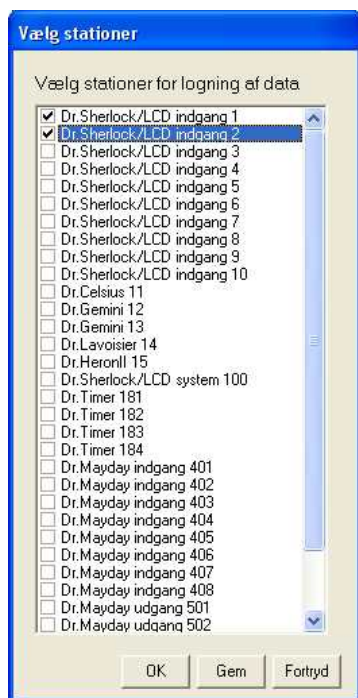 Vælg stationer
Vælg stationer for logning af data
Dr.Sherlock/LCD indgang 1
Dr.Sherlock/LCD indgang 2
Dr.Sherlock/LCD indgang 3
Dr.Sherlock/LCD indgang 4
Dr.Sherlock/LCD indgang 5
Dr.Sherlock/LCD indgang 6
Dr.Sherlock/LCD indgang 7
Dr.Sherlock/LCD indgang 8
Dr.Sherlock/LCD indgang 9
Dr.Sherlock/LCD indgang 10
Dr.Celsius 11
Dr.Gemini 12
Dr.Gemini 13
Dr.Lavoisier 14
Dr.HeronII 15
Dr.Sherlock/LCD system 100
Dr.Timer 181
Dr.Timer 182
Dr.Timer 183
Dr.Timer 184
Dr.Mayday indgang 401
Dr.Mayday indgang 402
Dr.Mayday indgang 403
Dr.Mayday indgang 404
Dr.Mayday indgang 405
Dr.Mayday indgang 406
Dr.Mayday indgang 407
Dr.Mayday indgang 408
Dr.Mayday udgang 501
Dr.Mayday udgang 502
OK Gem Fortryd